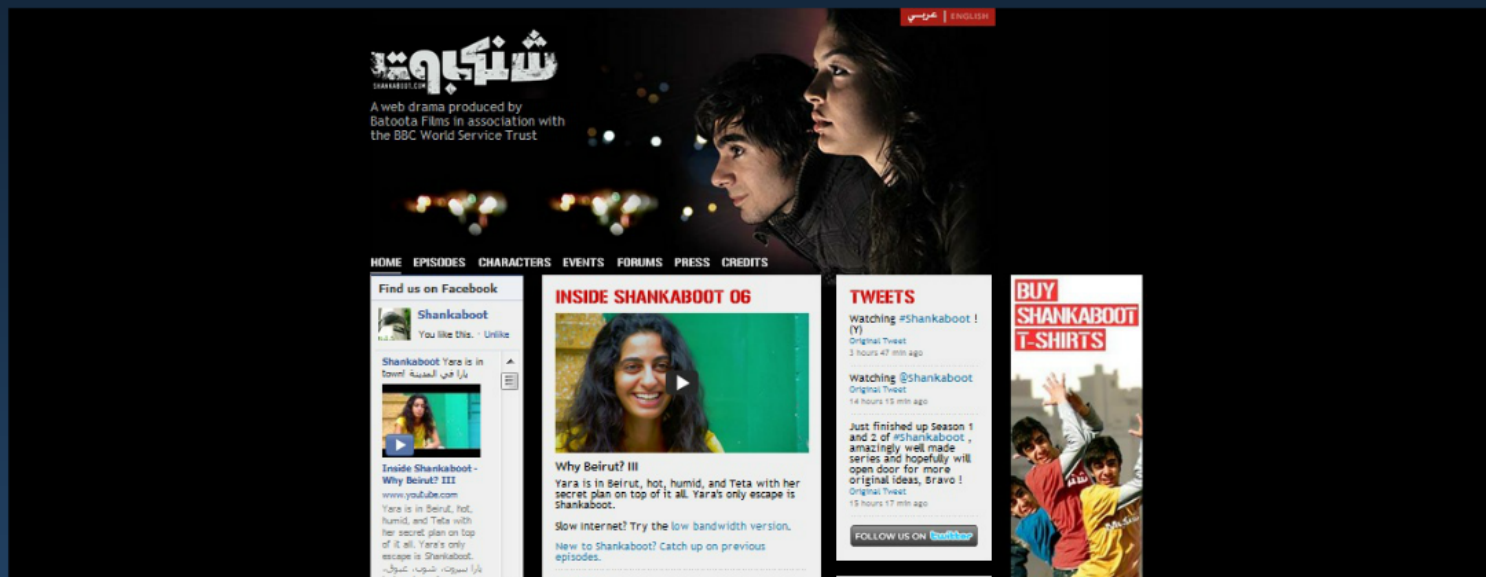 عربي | ENGLISH
شنكبوت
SHANKABOOT.COM
A web drama produced by
Batoota Films in association with
the BBC World Service Trust
HOME EPISODES CHARACTERS EVENTS FORUMS PRESS CREDITS
Find us on Facebook
Shankaboot
You like this. · Unlike
Shankaboot Yara is in
town! يارا في المدينة
Inside Shankaboot -
Why Beirut? III
www.youtube.com
Yara is in Beirut, hot,
humid, and Teta with
her secret plan on top
of it all. Yara's only
escape is Shankaboot.
يارا ببيروت، شوب،
INSIDE SHANKABOOT 06
Why Beirut? III
Yara is in Beirut, hot, humid, and Teta with her
secret plan on top of it all. Yara's only escape is
Shankaboot.
Slow internet? Try the low bandwidth version.
New to Shankaboot? Catch up on previous
episodes.
TWEETS
Watching #Shankaboot !
(Y)
Original Tweet
3 hours 47 min ago
Watching @Shankaboot
Original Tweet
14 hours 15 min ago
Just finished up Season 1
and 2 of #Shankaboot ,
amazingly well made
series and hopefully will
open door for more
original ideas, Bravo !
Original Tweet
15 hours 17 min ago
FOLLOW US ON twitter
BUY
SHANKABOOT
T-SHIRTS